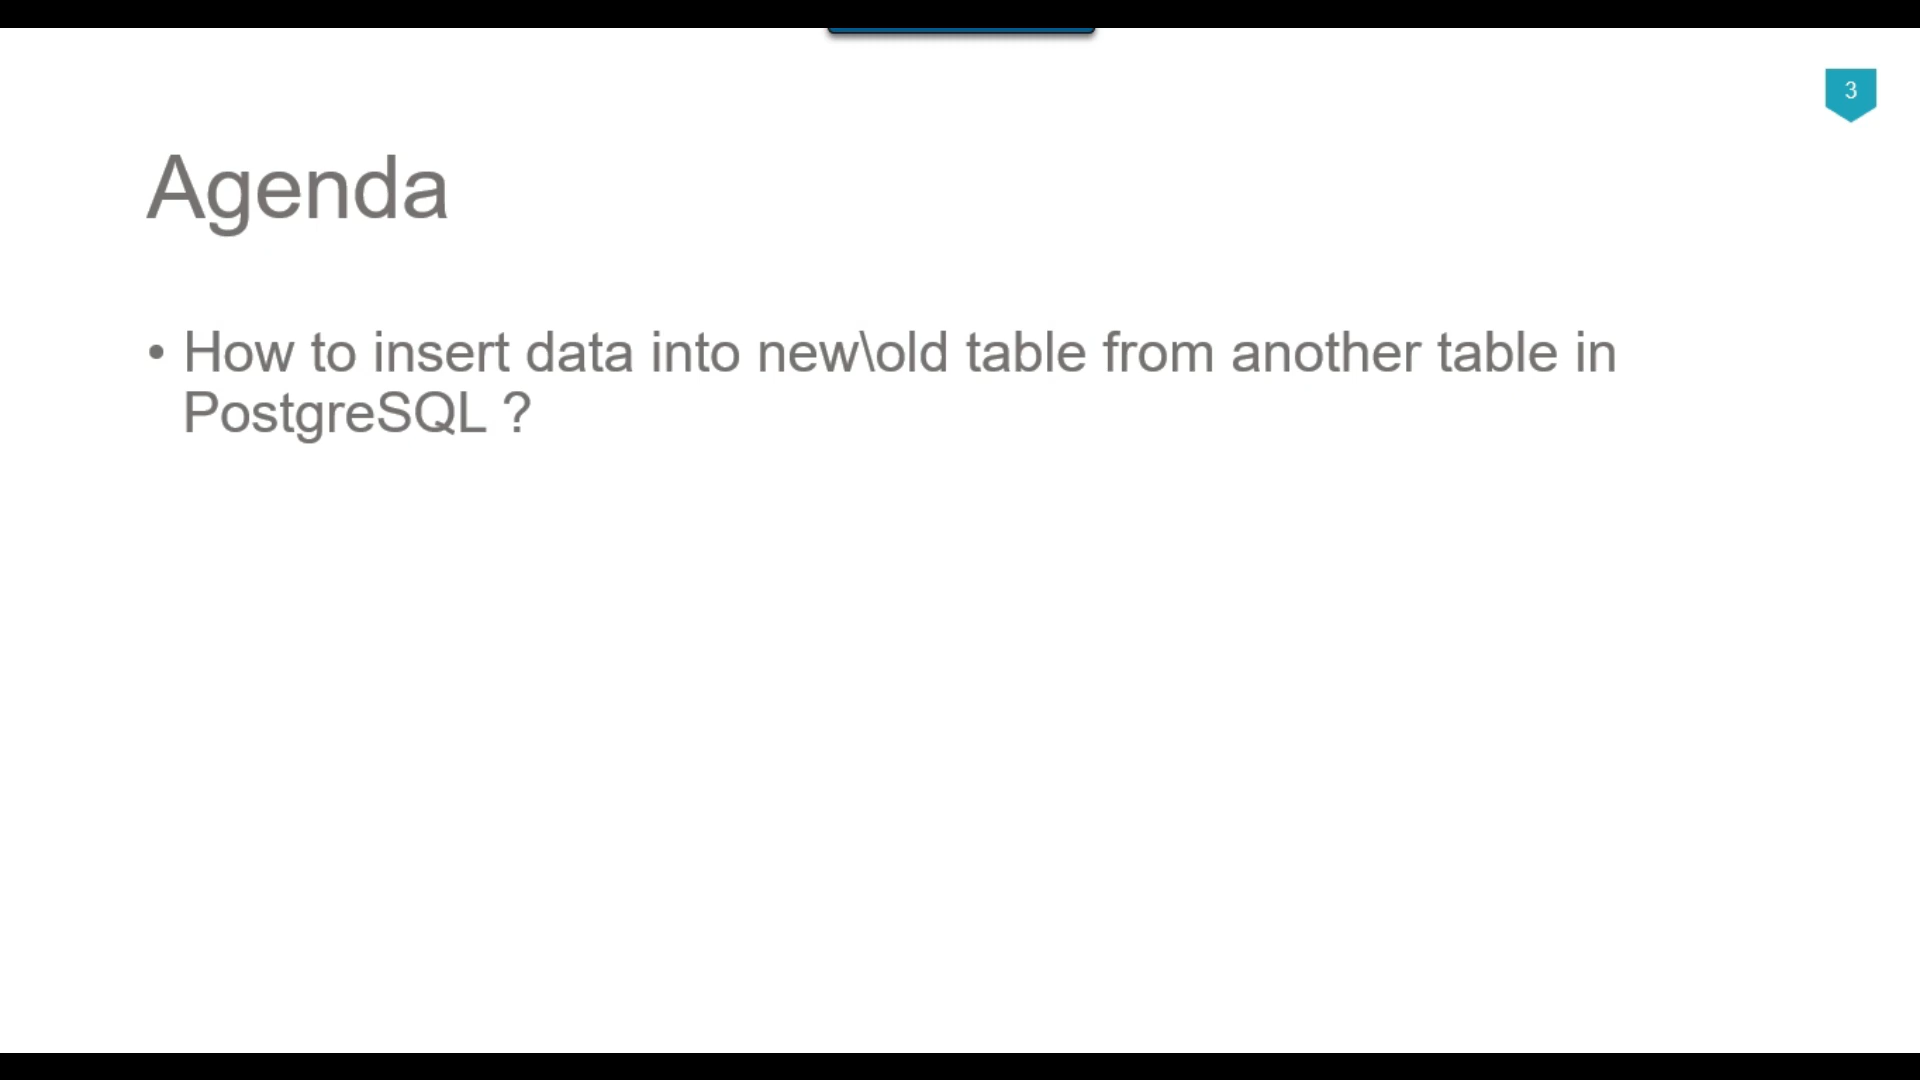 3
Agenda
• How to insert data into new\old table from another table in
PostgreSQL ?